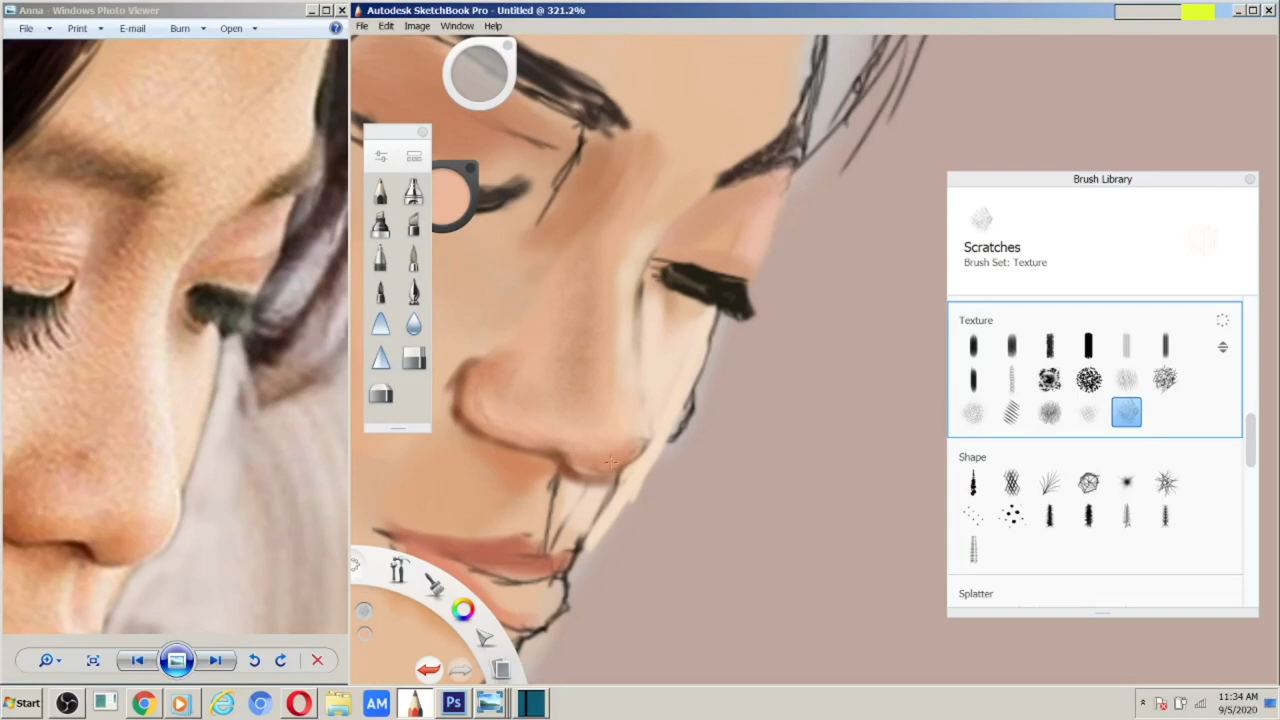 Anna - Windows Photo Viewer
File Print E-mail Burn Open
Autodesk SketchBook Pro - Untitled @ 321.2%
File Edit Image Window Help
Brush Library
Scratches
Brush Set: Texture
Texture
Shape
Splatter
Start
AM
Ps
11:34 AM
9/5/2020